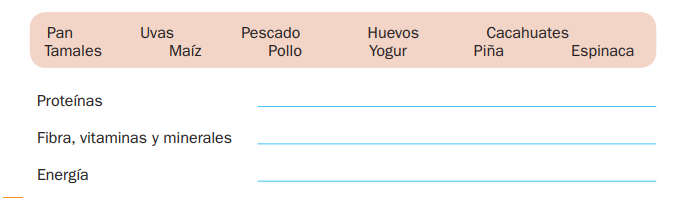 Pan Uvas Pescado Huevos Cacahuates
Tamales Maíz Pollo Yogur Piña Espinaca
Proteínas
Fibra, vitaminas y minerales
Energía